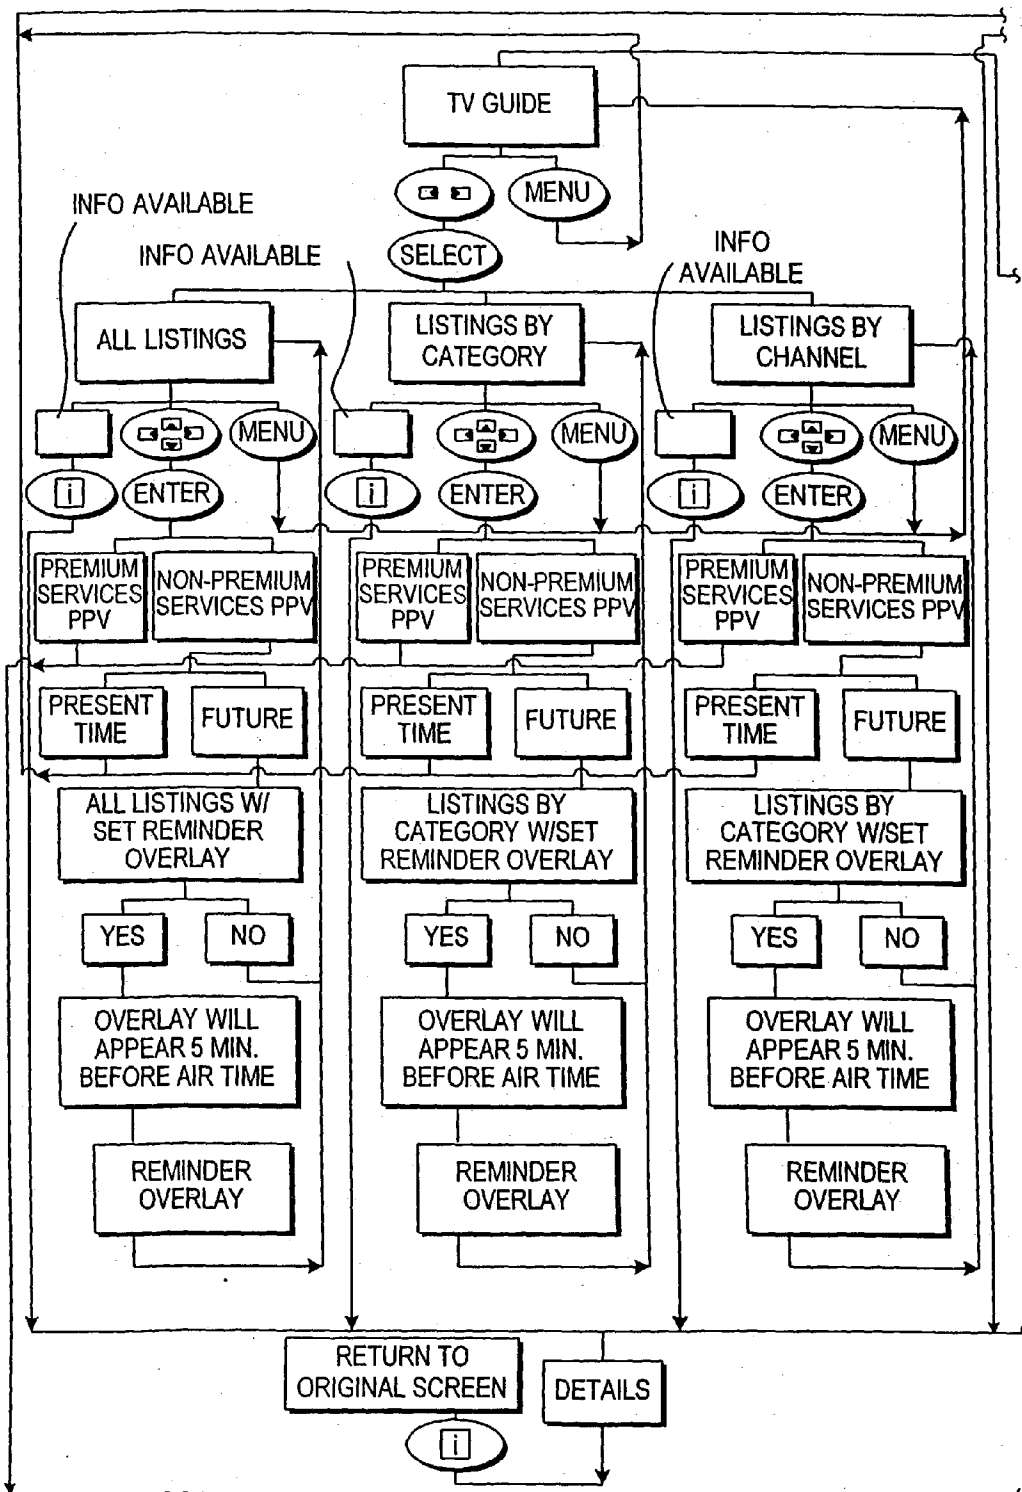 TV GUIDE
MENU
SELECT
INFO AVAILABLE
INFO AVAILABLE
INFO
AVAILABLE
ALL LISTINGS
LISTINGS BY
CATEGORY
LISTINGS BY
CHANNEL
MENU
MENU
MENU
i
ENTER
i
ENTER
i
ENTER
PREMIUM
SERVICES
PPV
NON-PREMIUM
SERVICES PPV
PREMIUM
SERVICES
PPV
NON-PREMIUM
SERVICES PPV
PREMIUM
SERVICES
PPV
NON-PREMIUM
SERVICES PPV
PRESENT
TIME
FUTURE
PRESENT
TIME
FUTURE
PRESENT
TIME
FUTURE
ALL LISTINGS W/
SET REMINDER
OVERLAY
LISTINGS BY
CATEGORY W/SET
REMINDER OVERLAY
LISTINGS BY
CATEGORY W/SET
REMINDER OVERLAY
YES
NO
YES
NO
YES
NO
OVERLAY WILL
APPEAR 5 MIN.
BEFORE AIR TIME
OVERLAY WILL
APPEAR 5 MIN.
BEFORE AIR TIME
OVERLAY WILL
APPEAR 5 MIN.
BEFORE AIR TIME
REMINDER
OVERLAY
REMINDER
OVERLAY
REMINDER
OVERLAY
RETURN TO
ORIGINAL SCREEN
DETAILS
i